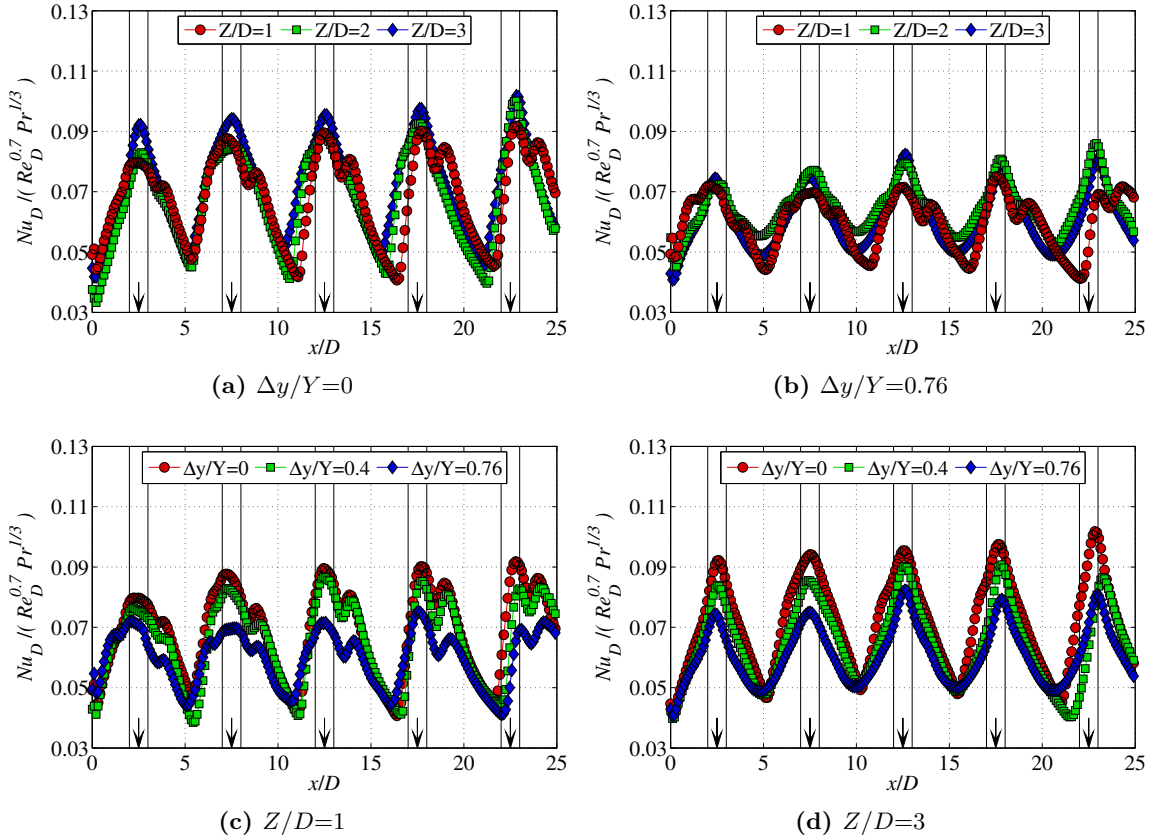 0.13
Z/D=1 Z/D=2 Z/D=3
0.11
0.09
0.07
0.05
0.03
Nu_D /( Re_D^0.7 Pr^1/3 )
0 5 10 15 20 25
x/D
(a) Δy/Y=0
0.13
Z/D=1 Z/D=2 Z/D=3
0.11
0.09
0.07
0.05
0.03
Nu_D /( Re_D^0.7 Pr^1/3 )
0 5 10 15 20 25
x/D
(b) Δy/Y=0.76
0.13
Δy/Y=0 Δy/Y=0.4 Δy/Y=0.76
0.11
0.09
0.07
0.05
0.03
Nu_D /( Re_D^0.7 Pr^1/3 )
0 5 10 15 20 25
x/D
(c) Z/D=1
0.13
Δy/Y=0 Δy/Y=0.4 Δy/Y=0.76
0.11
0.09
0.07
0.05
0.03
Nu_D /( Re_D^0.7 Pr^1/3 )
0 5 10 15 20 25
x/D
(d) Z/D=3